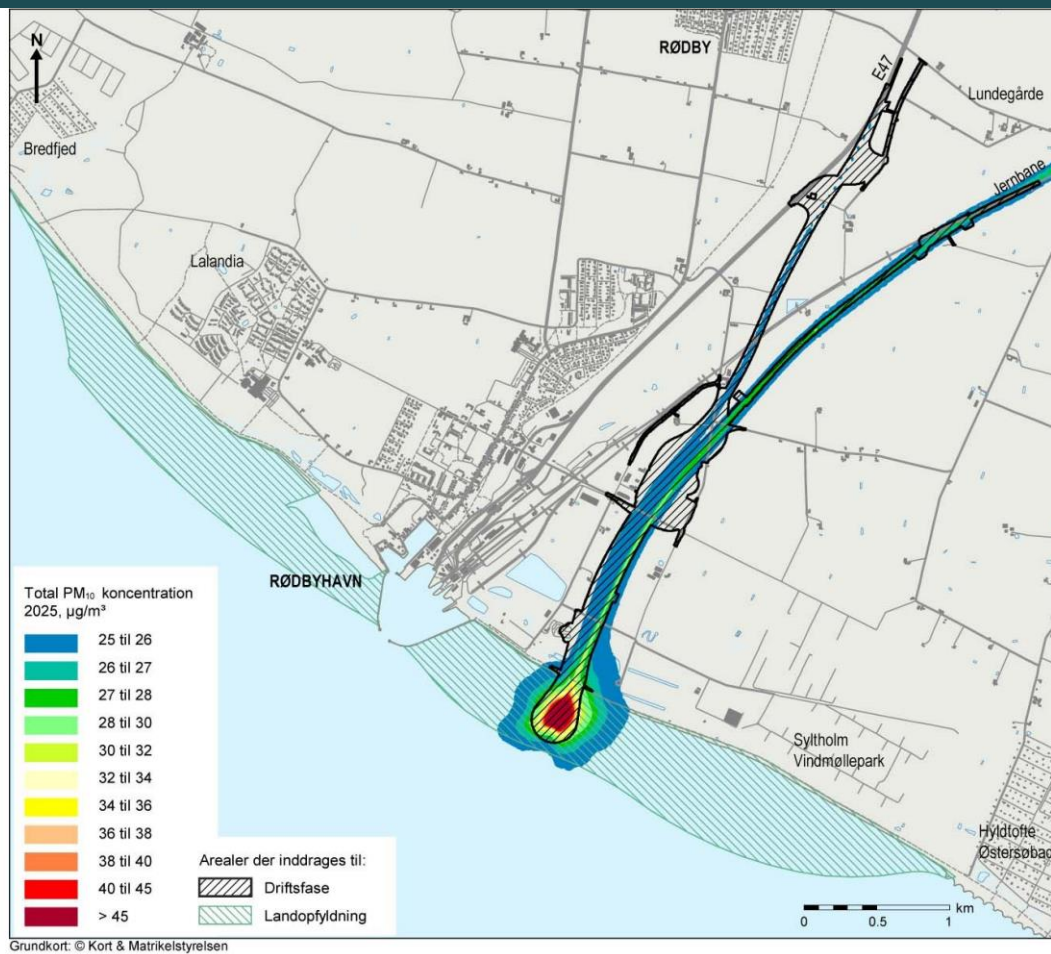 N
RØDBY
E47
Lundegårde
Bredfjed
Jernbane
Lalandia
RØDBYHAVN
Syltholm
Vindmøllepark
Hyldtofte
Østersøbad
Total PM₁₀ koncentration
2025, µg/m³
25 til 26
26 til 27
27 til 28
28 til 30
30 til 32
32 til 34
34 til 36
36 til 38
38 til 40
40 til 45
> 45
Arealer der inddrages til:
Driftsfase
Landopfyldning
km
0 0.5 1
Grundkort: © Kort & Matrikelstyrelsen